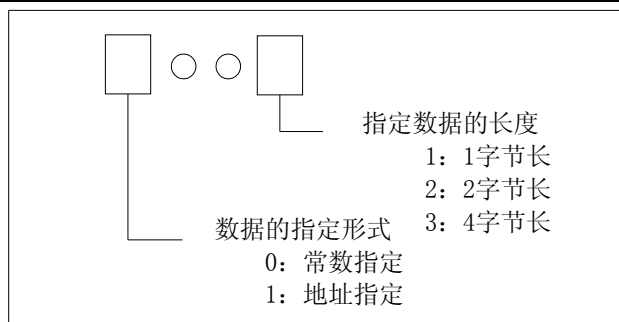 指定数据的长度
1：1字节长
2：2字节长
3：4字节长
数据的指定形式
0：常数指定
1：地址指定